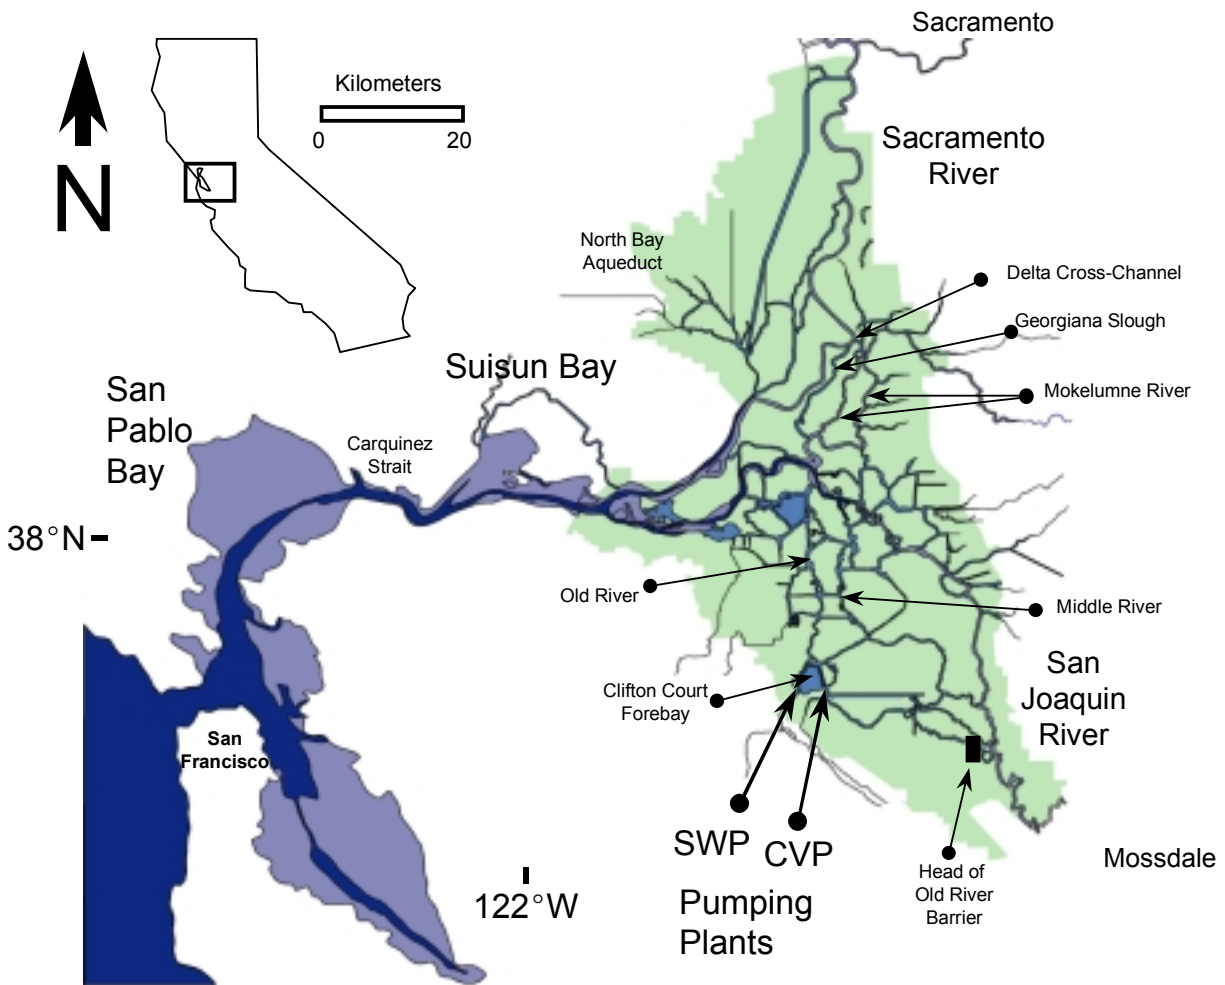 Sacramento
Kilometers
0 20
N
Sacramento
River
North Bay
Aqueduct
Delta Cross-Channel
Georgiana Slough
Suisun Bay
San
Pablo
Bay
Mokelumne River
Carquinez
Strait
38°N
Old River
Middle River
San
Joaquin
River
Clifton Court
Forebay
San
Francisco
SWP CVP
Pumping
Plants
Mossdale
Head of
Old River
Barrier
122°W